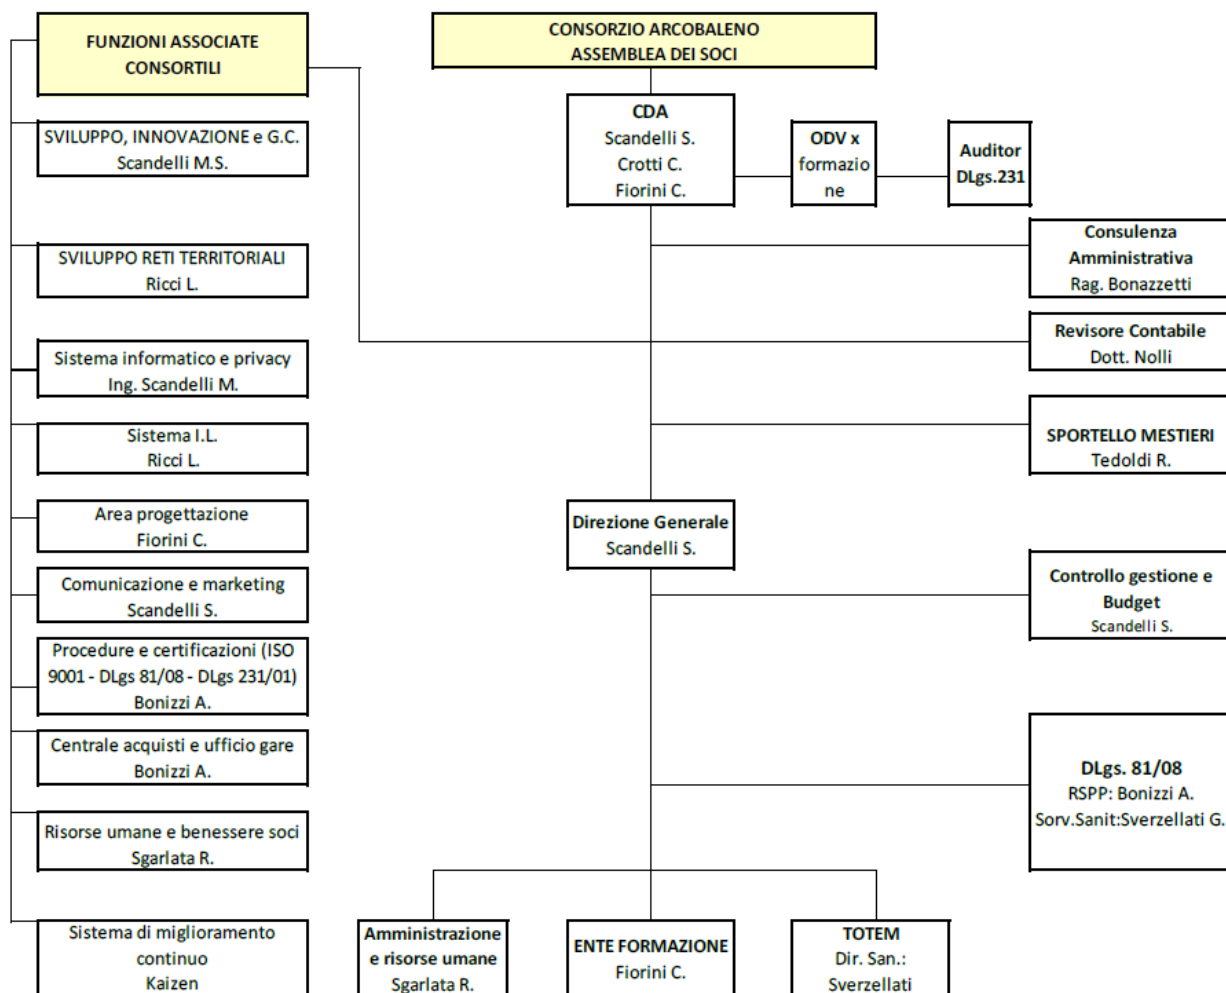 FUNZIONI ASSOCIATE
CONSORTILI
CONSORZIO ARCOBALENO
ASSEMBLEA DEI SOCI
CDA
Scandelli S.
Crotti C.
Fiorini C.
ODV x
formazio
ne
Auditor
DLgs.231
SVILUPPO, INNOVAZIONE e G.C.
Scandelli M.S.
Consulenza
Amministrativa
Rag. Bonazzetti
SVILUPPO RETI TERRITORIALI
Ricci L.
Revisore Contabile
Dott. Nolli
Sistema informatico e privacy
Ing. Scandelli M.
SPORTELLO MESTIERI
Tedoldi R.
Sistema I.L.
Ricci L.
Area progettazione
Fiorini C.
Direzione Generale
Scandelli S.
Comunicazione e marketing
Scandelli S.
Controllo gestione e
Budget
Scandelli S.
Procedure e certificazioni (ISO
9001 - DLgs 81/08 - DLgs 231/01)
Bonizzi A.
Centrale acquisti e ufficio gare
Bonizzi A.
DLgs. 81/08
RSPP: Bonizzi A.
Sorv.Sanit:Sverzellati G.
Risorse umane e benessere soci
Sgarlata R.
Sistema di miglioramento
continuo
Kaizen
Amministrazione
e risorse umane
Sgarlata R.
ENTE FORMAZIONE
Fiorini C.
TOTEM
Dir. San.:
Sverzellati